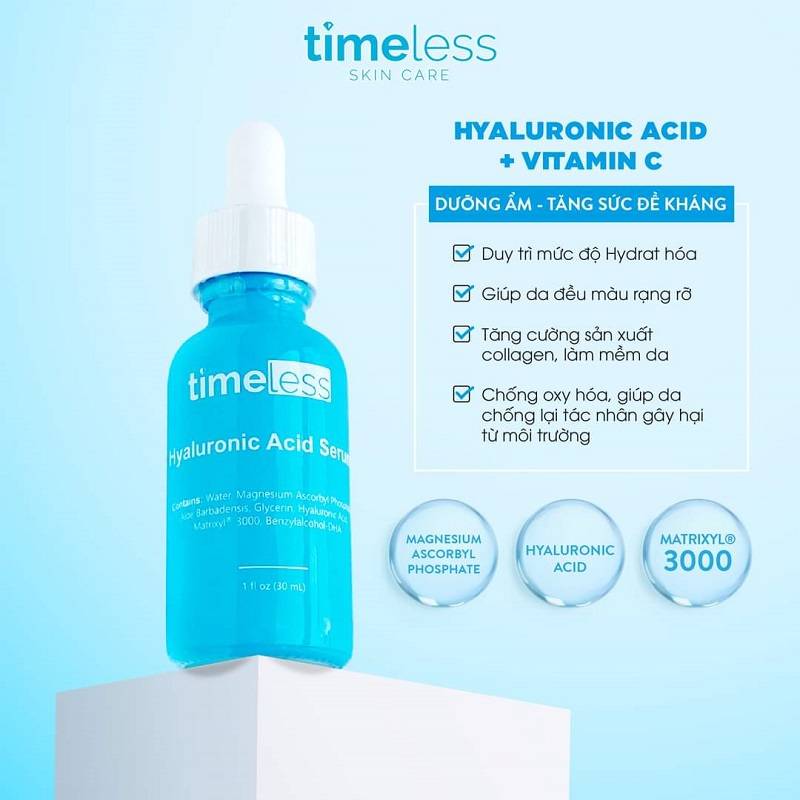 timeless
SKIN CARE
HYALURONIC ACID
+ VITAMIN C
DƯỠNG ẨM - TĂNG SỨC ĐỀ KHÁNG
Duy trì mức độ Hydrat hóa
Giúp da đều màu rạng rỡ
Tăng cường sản xuất
collagen, làm mềm da
Chống oxy hóa, giúp da
chống lại tác nhân gây hại
từ môi trường
MAGNESIUM
ASCORBYL
PHOSPHATE
HYALURONIC
ACID
MATRIXYL®
3000
timeless
Hyaluronic Acid Serum
Contains: Water, Magnesium Ascorbyl
Aloe Barbadensis, Glycerin, Hyaluronic Acid,
Matrixyl® 3000, Benzylalcohol-DHA
1 fl oz (30 mL)